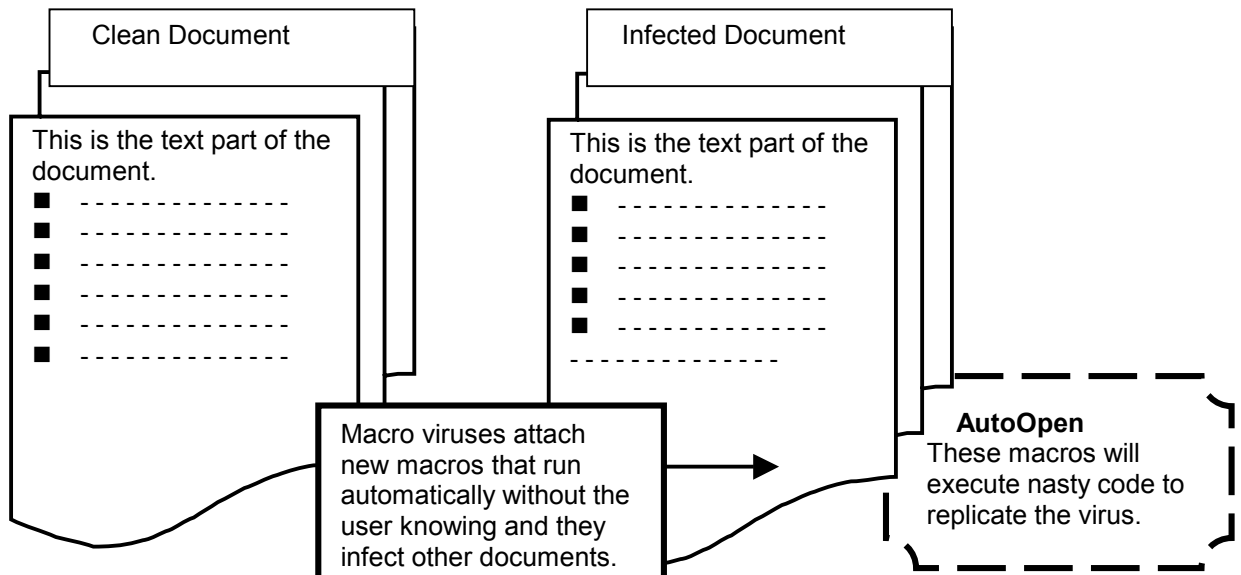 Clean Document
This is the text part of the
document.
■ - - - - - - - - - - - - - -
■ - - - - - - - - - - - - - -
■ - - - - - - - - - - - - - -
■ - - - - - - - - - - - - - -
■ - - - - - - - - - - - - - -
■ - - - - - - - - - - - - - -
Infected Document
This is the text part of the
document.
■ - - - - - - - - - - - - - -
■ - - - - - - - - - - - - - -
■ - - - - - - - - - - - - - -
■ - - - - - - - - - - - - - -
■ - - - - - - - - - - - - - -
- - - - - - - - - - - - - -
Macro viruses attach
new macros that run
automatically without the
user knowing and they
infect other documents.
AutoOpen
These macros will
execute nasty code to
replicate the virus.